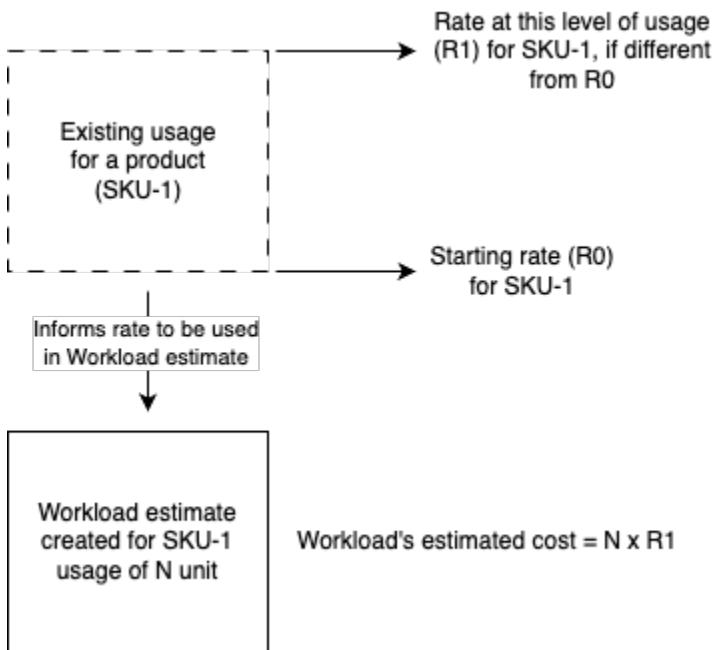 Rate at this level of usage
(R1) for SKU-1, if different
from R0
Existing usage
for a product
(SKU-1)
Starting rate (R0)
for SKU-1
Informs rate to be used
in Workload estimate
Workload estimate
created for SKU-1
usage of N unit
Workload's estimated cost = N x R1